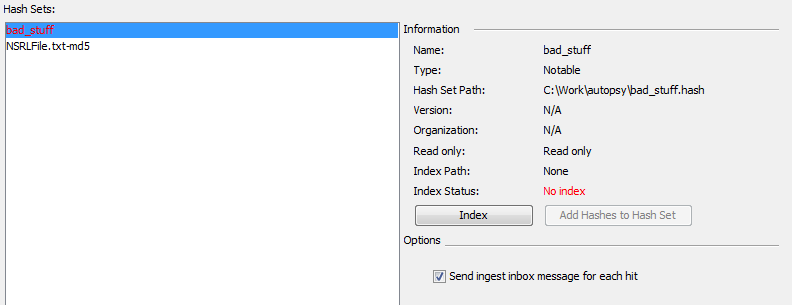 Hash Sets:
bad_stuff
NSRLFile.txt-md5
Information
Name: bad_stuff
Type: Notable
Hash Set Path: C:\Work\autopsy\bad_stuff.hash
Version: N/A
Organization: N/A
Read only: Read only
Index Path: None
Index Status: No index
Index Add Hashes to Hash Set
Options
Send ingest inbox message for each hit